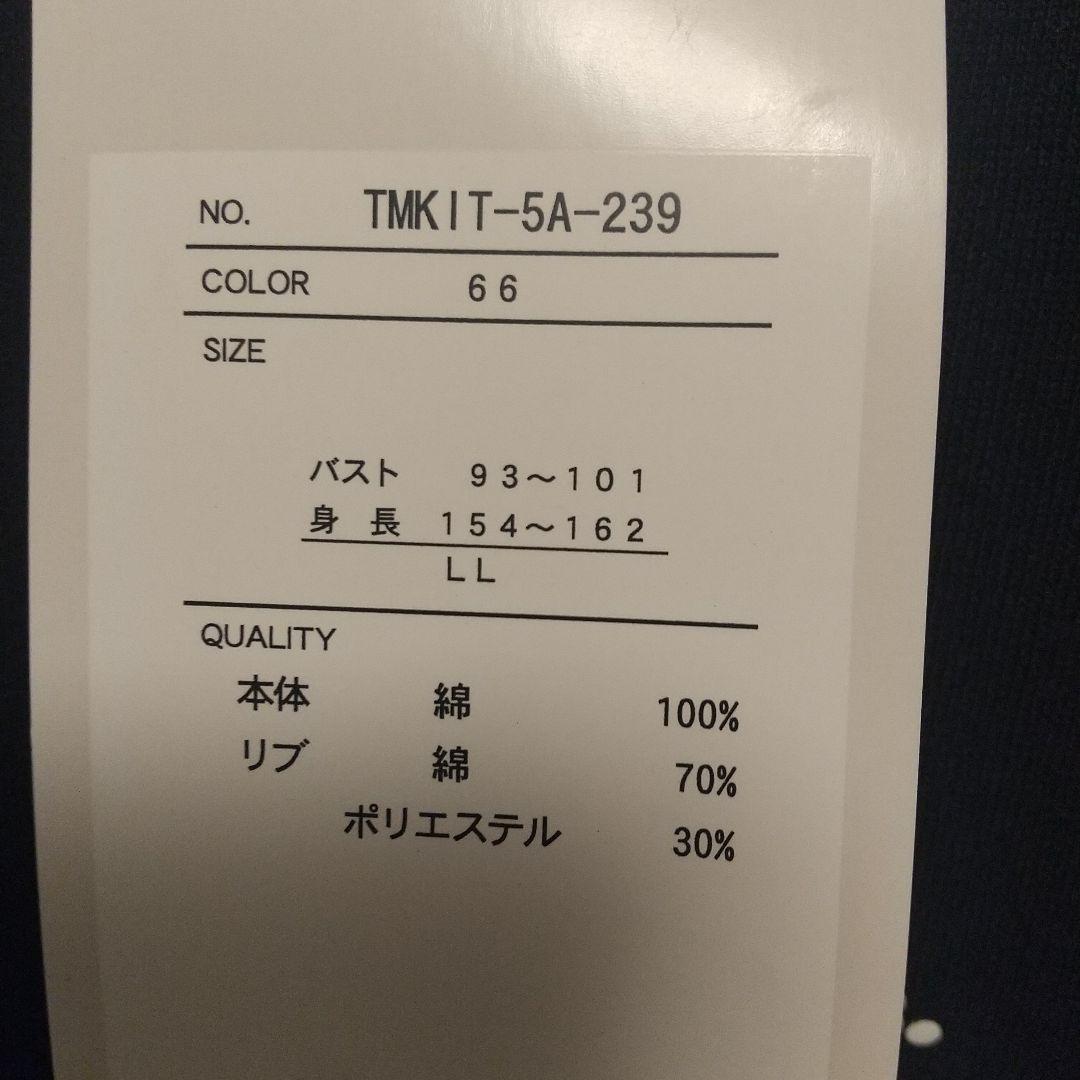 NO. TMKIT-5A-239
COLOR 66
SIZE
バスト 93〜101
身長 154〜162
LL
QUALITY
本体 綿 100%
リブ 綿 70%
ポリエステル 30%